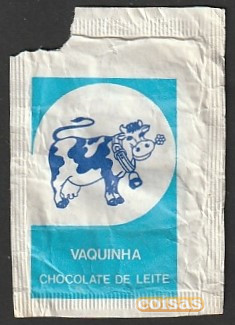 VAQUINHA
CHOCOLATE DE LEITE
coisas